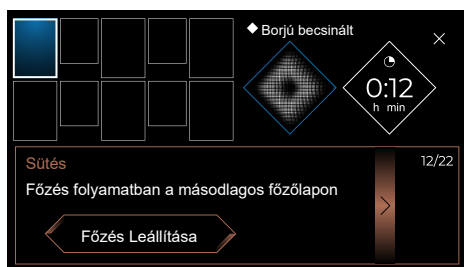 Borjú becsinált
0:12
h min
Sütés
12/22
Főzés folyamatban a másodlagos főzőlapon
Főzés Leállítása